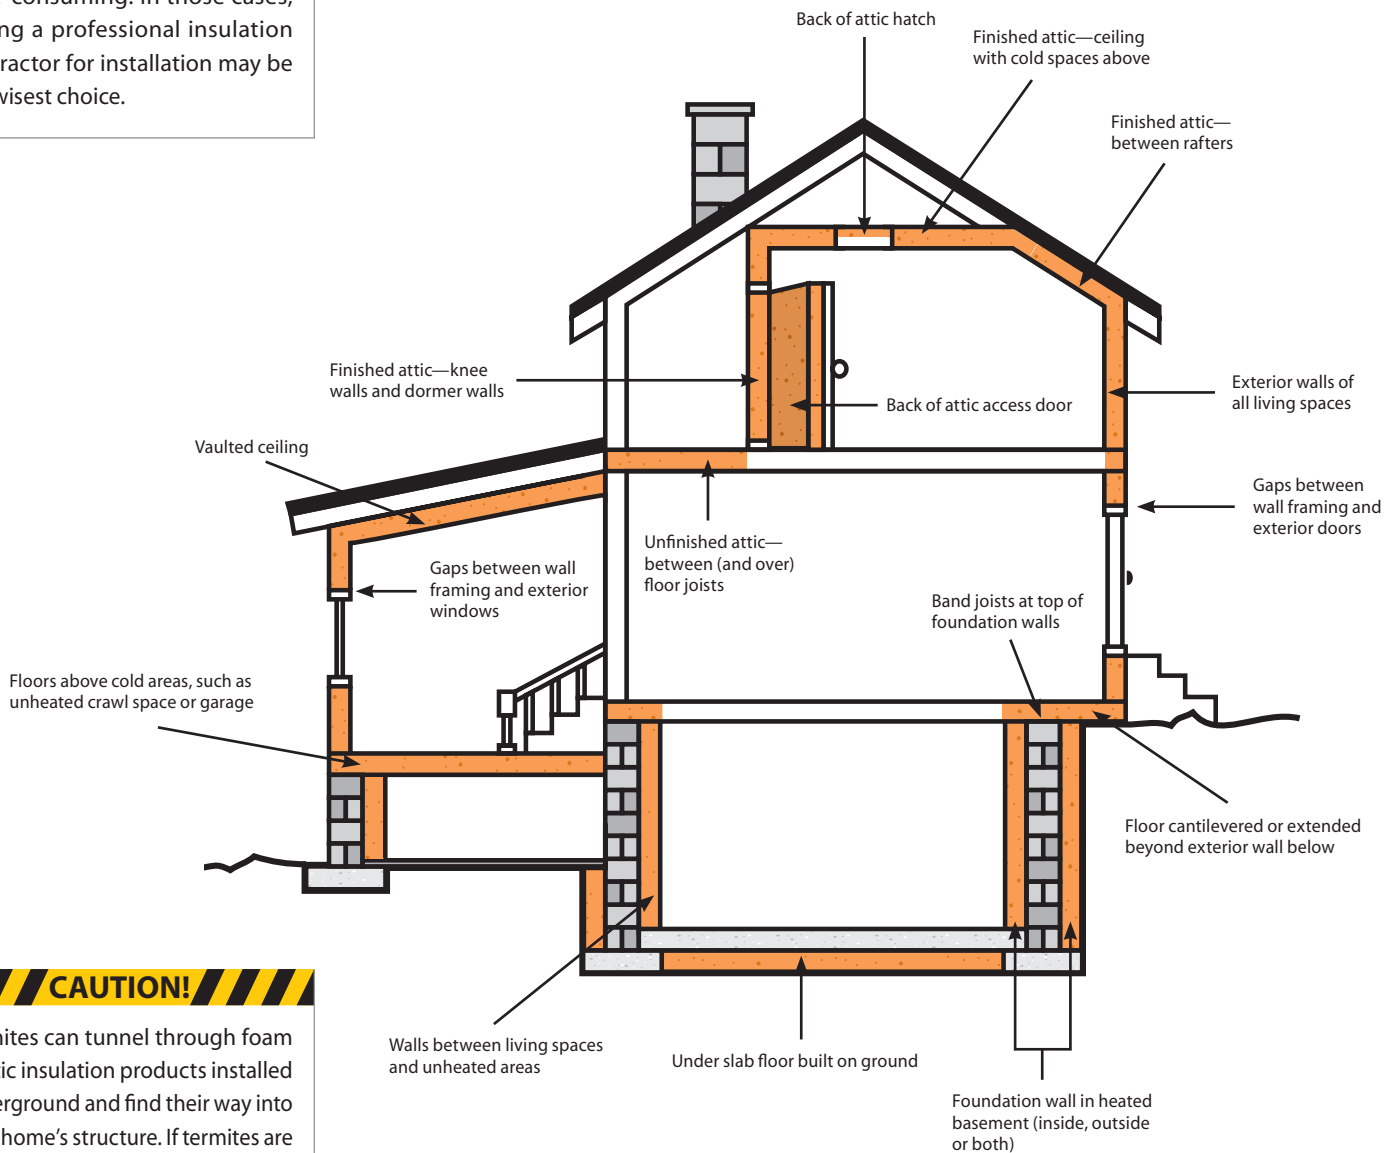 consuming. In those cases,
a professional insulation
for installation may be
wisest choice.
Back of attic hatch
Finished attic—ceiling
with cold spaces above
Finished attic—
between rafters
Finished attic—knee
walls and dormer walls
Back of attic access door
Exterior walls of
all living spaces
Vaulted ceiling
Gaps between
wall framing and
exterior doors
Unfinished attic—
between (and over)
floor joists
Gaps between wall
framing and exterior
windows
Band joists at top of
foundation walls
Floors above cold areas, such as
unheated crawl space or garage
Floor cantilevered or extended
beyond exterior wall below
CAUTION!
can tunnel through foam
insulation products installed
and find their way into
home’s structure. If termites are
Walls between living spaces
and unheated areas
Under slab floor built on ground
Foundation wall in heated
basement (inside, outside
or both)